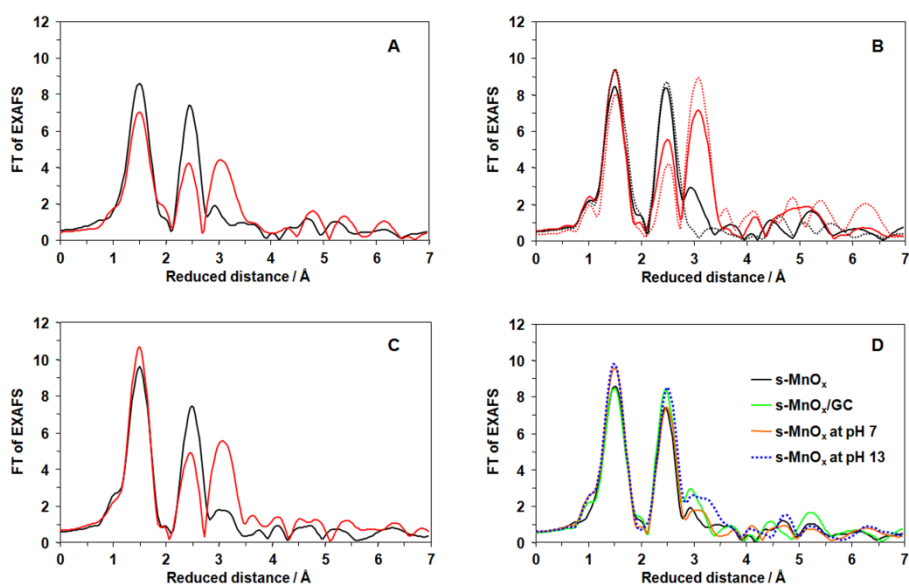 12
A
10
8
6
4
2
0
0 1 2 3 4 5 6 7
FT of EXAFS
Reduced distance / Å
12
B
10
8
6
4
2
0
0 1 2 3 4 5 6 7
FT of EXAFS
Reduced distance / Å
12
C
10
8
6
4
2
0
0 1 2 3 4 5 6 7
FT of EXAFS
Reduced distance / Å
12
D
10
8
6
4
2
0
0 1 2 3 4 5 6 7
FT of EXAFS
Reduced distance / Å
s-MnOx
s-MnOx/GC
s-MnOx at pH 7
s-MnOx at pH 13